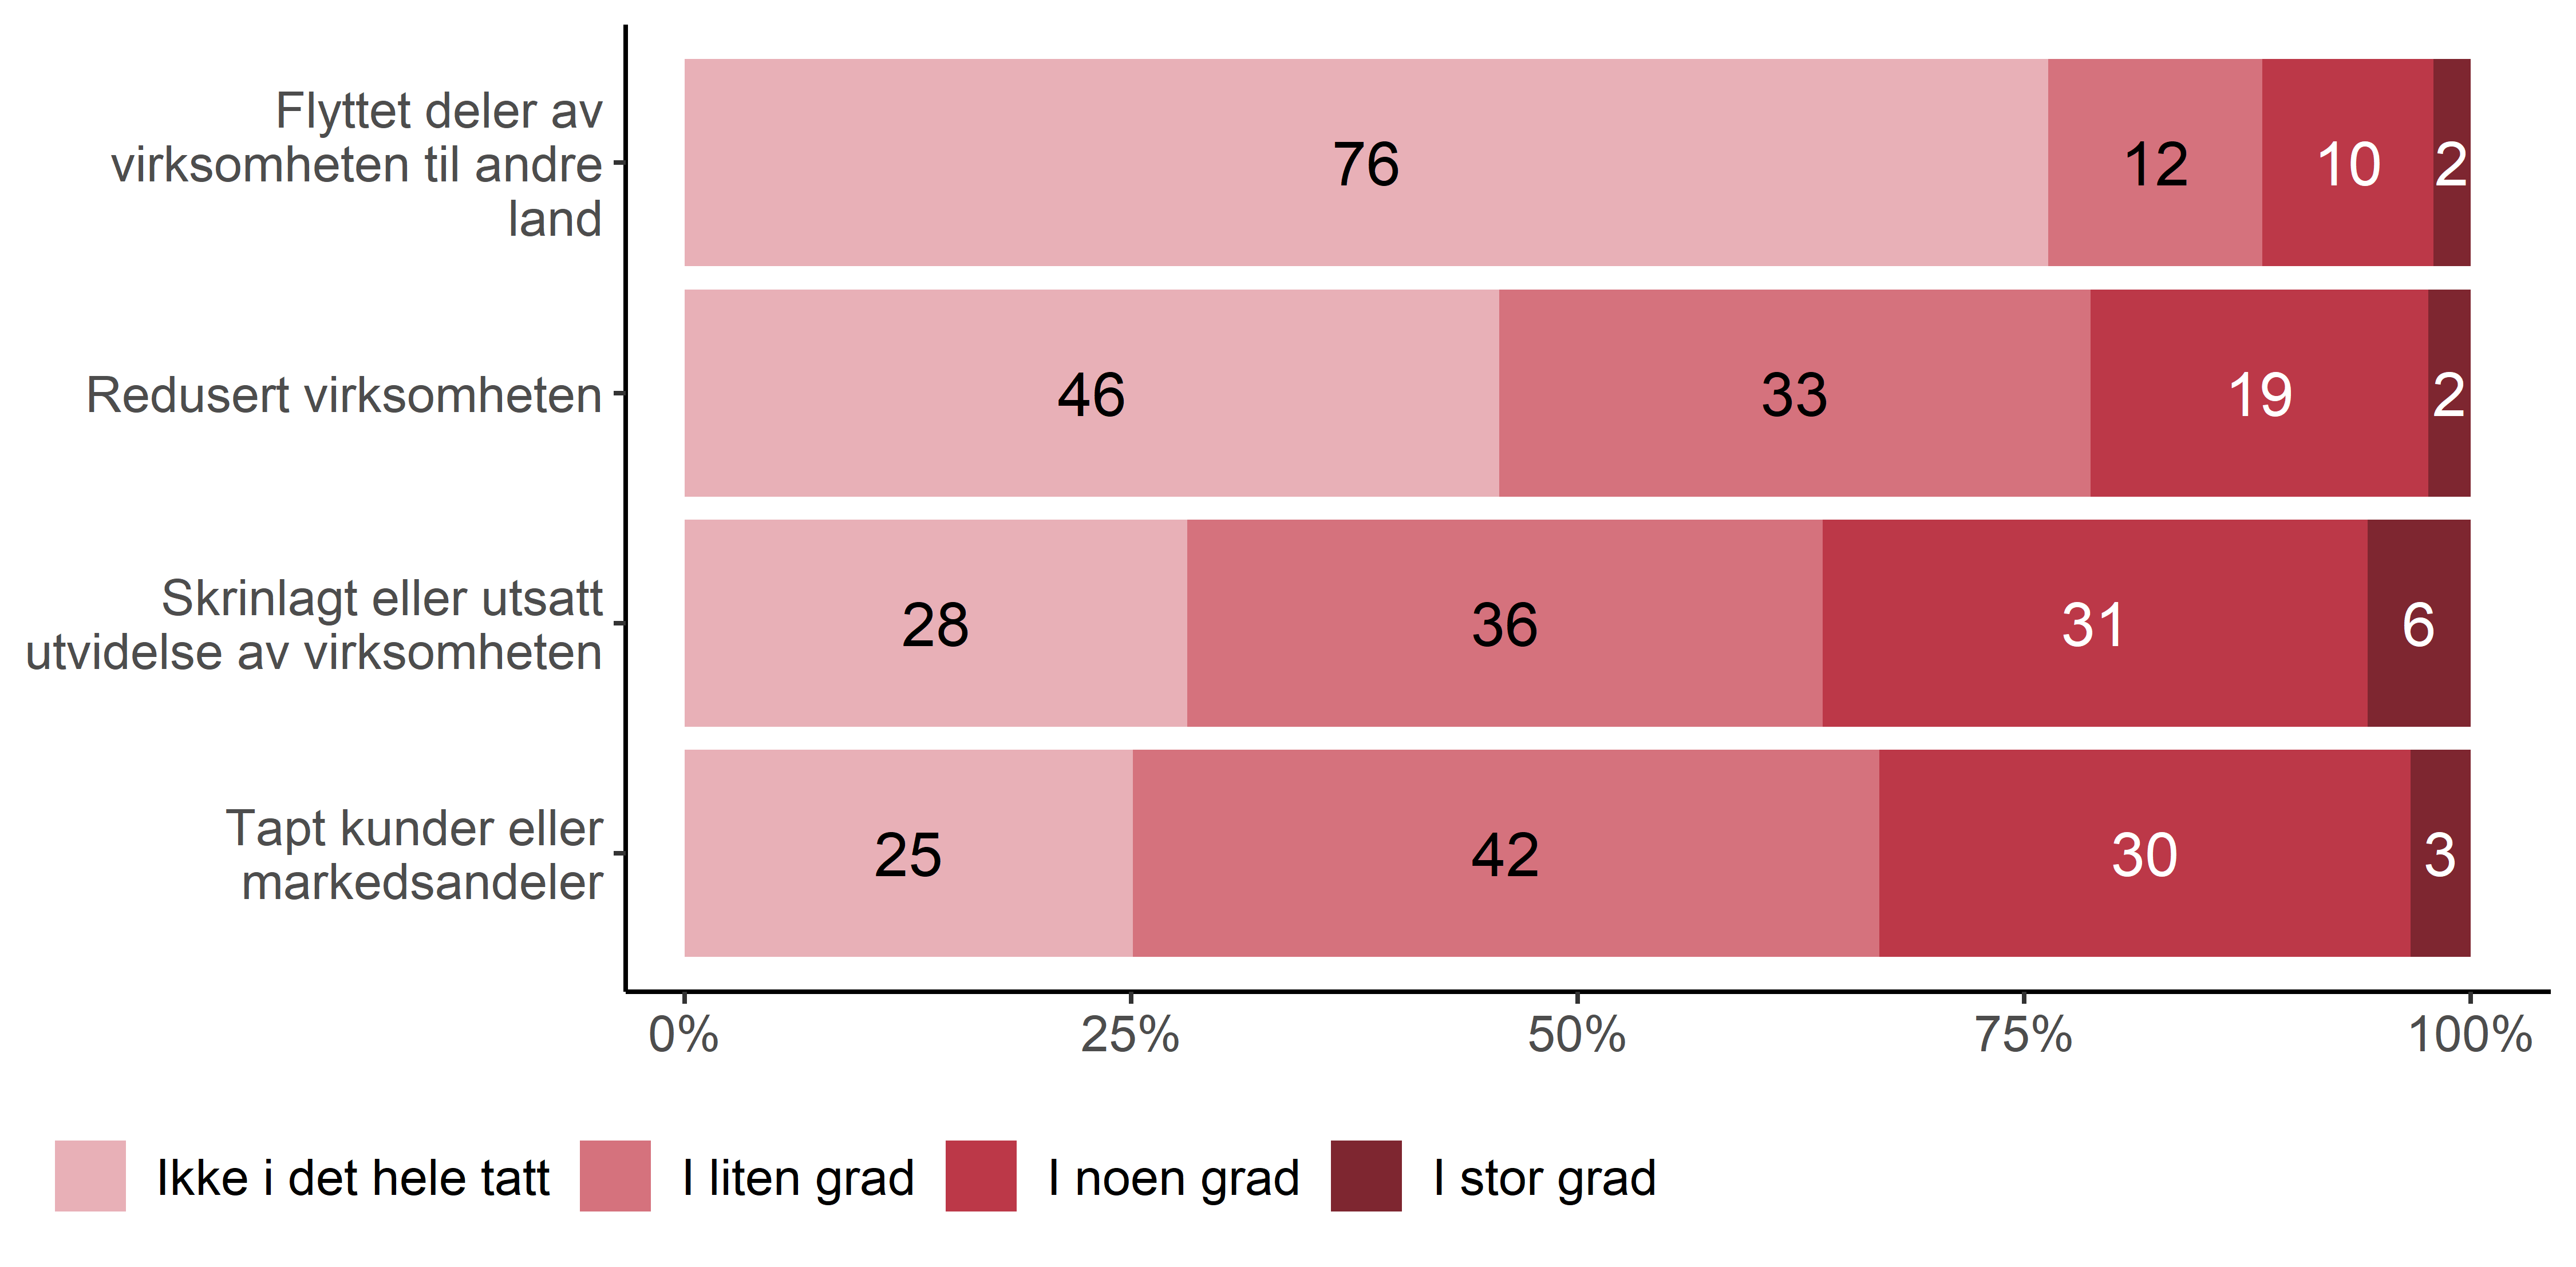 Flyttet deler av
virksomheten til andre
land
76 12 10 2
Redusert virksomheten
46 33 19 2
Skrinlagt eller utsatt
utvidelse av virksomheten
28 36 31 6
Tapt kunder eller
markedsandeler
25 42 30 3
0% 25% 50% 75% 100%
Ikke i det hele tatt I liten grad I noen grad I stor grad